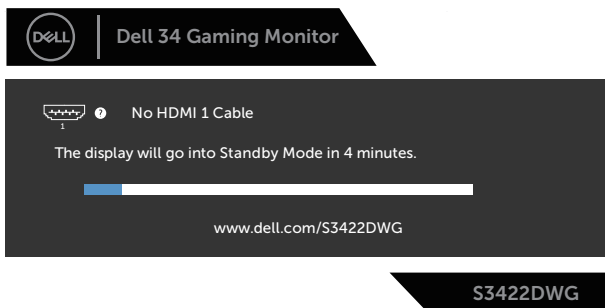 DELL
Dell 34 Gaming Monitor
? No HDMI 1 Cable
1
The display will go into Standby Mode in 4 minutes.
www.dell.com/S3422DWG
S3422DWG